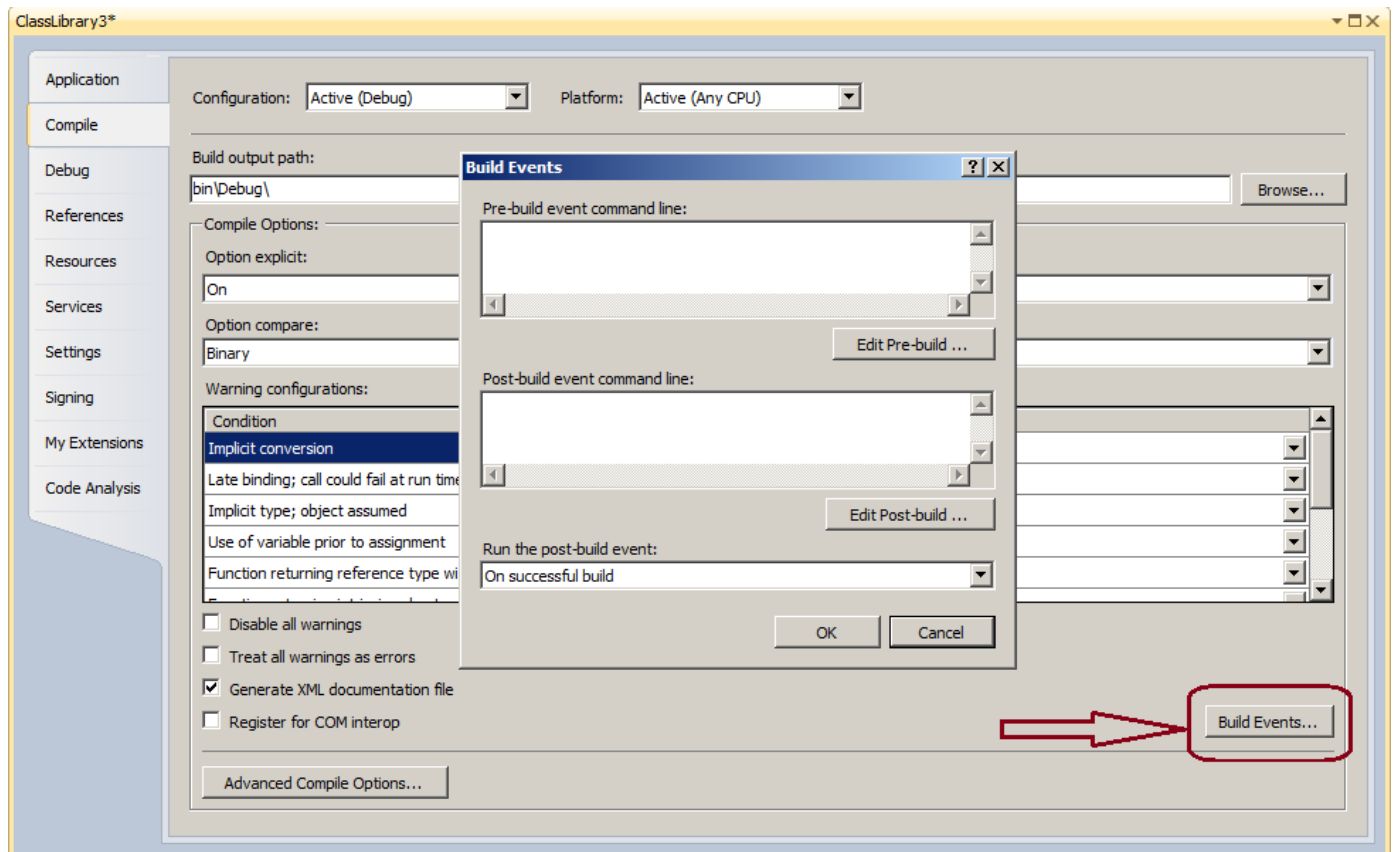 ClassLibrary3*
Application
Compile
Debug
References
Resources
Services
Settings
Signing
My Extensions
Code Analysis
Configuration: Active (Debug) Platform: Active (Any CPU)
Build output path:
bin\Debug\ Browse...
Compile Options:
Option explicit:
On
Option compare:
Binary
Warning configurations:
Condition
Implicit conversion
Late binding; call could fail at run time
Implicit type; object assumed
Use of variable prior to assignment
Function returning reference type wi
Disable all warnings
Treat all warnings as errors
Generate XML documentation file
Register for COM interop
Build Events...
Advanced Compile Options...
Build Events
Pre-build event command line:
Edit Pre-build ...
Post-build event command line:
Edit Post-build ...
Run the post-build event:
On successful build
OK Cancel